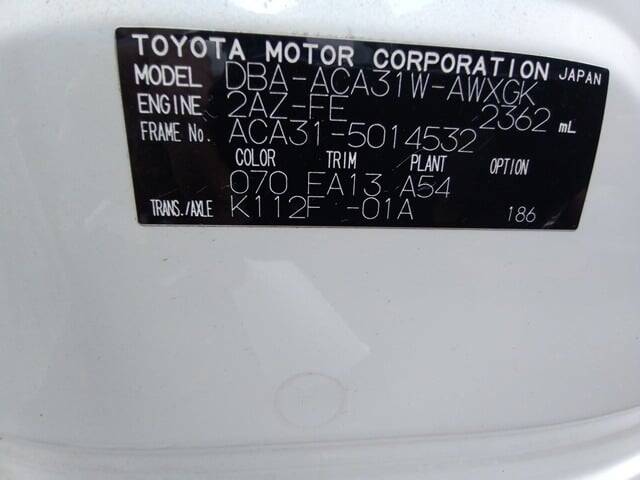 TOYOTA MOTOR CORPORATION JAPAN
MODEL DBA-ACA31W-AWXGK
ENGINE 2AZ-FE 2362 mL
FRAME No. ACA31-5014532
COLOR TRIM PLANT OPTION
070 FA13 A54
TRANS./AXLE K112F -01A 186